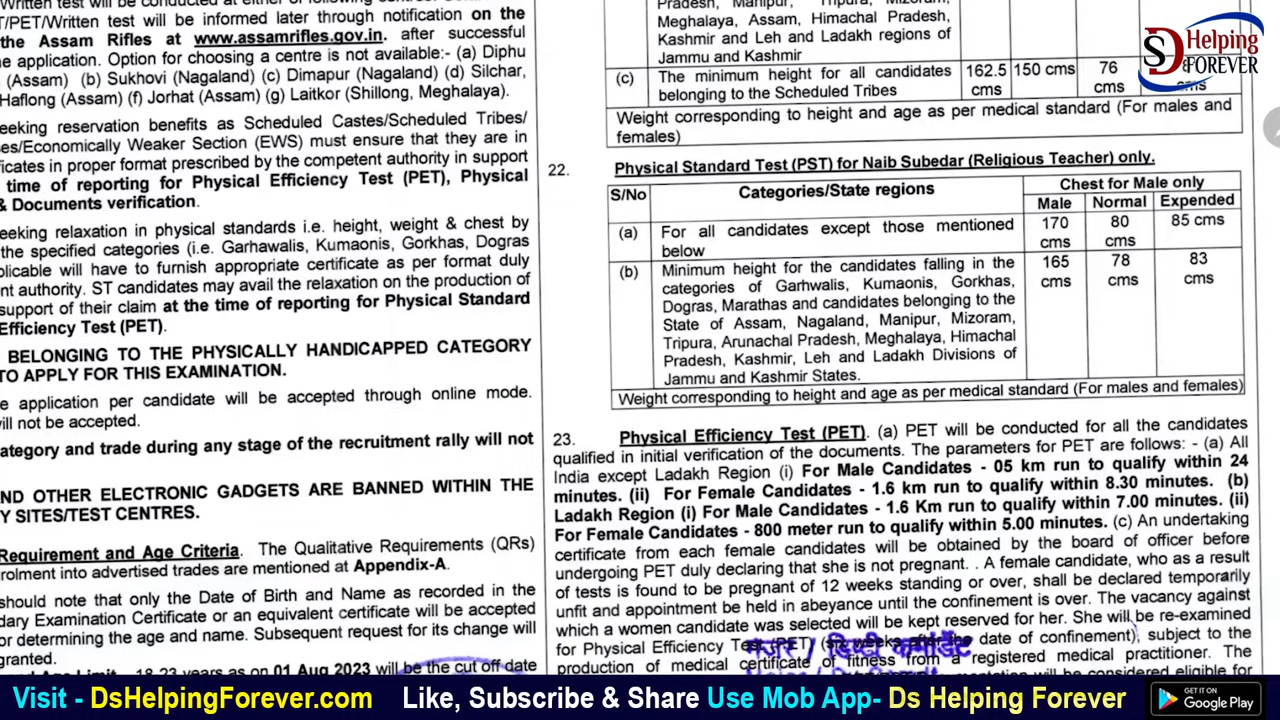 Written test will be conducted at either of following centres.
T/PET/Written test will be informed later through notification on the
the Assam Rifles at www.assamrifles.gov.in. after successful
e application. Option for choosing a centre is not available:- (a) Diphu
(Assam) (b) Sukhovi (Nagaland) (c) Dimapur (Nagaland) (d) Silchar,
Haflong (Assam) (f) Jorhat (Assam) (g) Laitkor (Shillong, Meghalaya).
eeking reservation benefits as Scheduled Castes/Scheduled Tribes/
ses/Economically Weaker Section (EWS) must ensure that they are in
ificates in proper format prescribed by the competent authority in support
time of reporting for Physical Efficiency Test (PET), Physical
& Documents verification.
eeking relaxation in physical standards i.e. height, weight & chest by
the specified categories (i.e. Garhawalis, Kumaonis, Gorkhas, Dogras
plicable will have to furnish appropriate certificate as per format duly
nt authority. ST candidates may avail the relaxation on the production of
support of their claim at the time of reporting for Physical Standard
Efficiency Test (PET).
BELONGING TO THE PHYSICALLY HANDICAPPED CATEGORY
TO APPLY FOR THIS EXAMINATION.
e application per candidate will be accepted through online mode.
will not be accepted.
ategory and trade during any stage of the recruitment rally will not
ND OTHER ELECTRONIC GADGETS ARE BANNED WITHIN THE
Y SITES/TEST CENTRES.
Requirement and Age Criteria. The Qualitative Requirements (QRs)
rolment into advertised trades are mentioned at Appendix-A.
should note that only the Date of Birth and Name as recorded in the
dary Examination Certificate or an equivalent certificate will be accepted
or determining the age and name. Subsequent request for its change will
granted.
years as on 01 Aug 2023 will be the cut off date
Pradesh, Manipur, Tripura, Mizoram,
Meghalaya, Assam, Himachal Pradesh,
Kashmir and Leh and Ladakh regions of
Jammu and Kashmir
(c) The minimum height for all candidates 162.5 150 cms 76
belonging to the Scheduled Tribes cms cms cms
Weight corresponding to height and age as per medical standard (For males and
females)
22. Physical Standard Test (PST) for Naib Subedar (Religious Teacher) only.
S/No Categories/State regions Chest for Male only
Male Normal Expended
(a) For all candidates except those mentioned 170 80 85 cms
below cms cms
(b) Minimum height for the candidates falling in the 165 78 83
categories of Garhwalis, Kumaonis, Gorkhas, cms cms cms
Dogras, Marathas and candidates belonging to the
State of Assam, Nagaland, Manipur, Mizoram,
Tripura, Arunachal Pradesh, Meghalaya, Himachal
Pradesh, Kashmir, Leh and Ladakh Divisions of
Jammu and Kashmir States.
Weight corresponding to height and age as per medical standard (For males and females)
23. Physical Efficiency Test (PET). (a) PET will be conducted for all the candidates
qualified in initial verification of the documents. The parameters for PET are follows: - (a) All
India except Ladakh Region (i) For Male Candidates - 05 km run to qualify within 24
minutes. (ii) For Female Candidates - 1.6 km run to qualify within 8.30 minutes. (b)
Ladakh Region (i) For Male Candidates - 1.6 Km run to qualify within 7.00 minutes. (ii)
For Female Candidates - 800 meter run to qualify within 5.00 minutes. (c) An undertaking
certificate from each female candidates will be obtained by the board of officer before
undergoing PET duly declaring that she is not pregnant. . A female candidate, who as a result
of tests is found to be pregnant of 12 weeks standing or over, shall be declared temporarily
unfit and appointment be held in abeyance until the confinement is over. The vacancy against
which a women candidate was selected will be kept reserved for her. She will be re-examined
for Physical Efficiency Test (PET) (six weeks after the date of confinement), subject to the
production of medical certificate of fitness from a registered medical practitioner. The
will be considered eligible for
मेजर / डिप्टी कमांडेंट
SD Helping
FOREVER
Visit - DsHelpingForever.com Like, Subscribe & Share Use Mob App- Ds Helping Forever
GET IT ON
Google Play